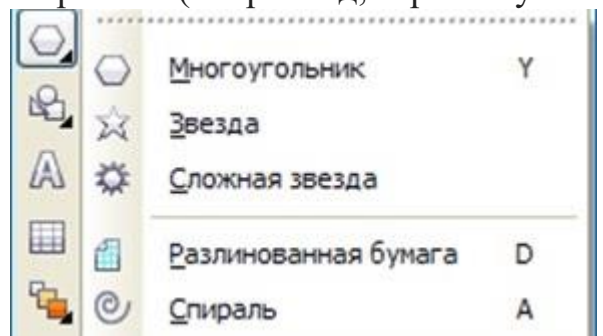 Многоугольник Y
Звезда
Сложная звезда
Разлинованная бумага D
Спираль A